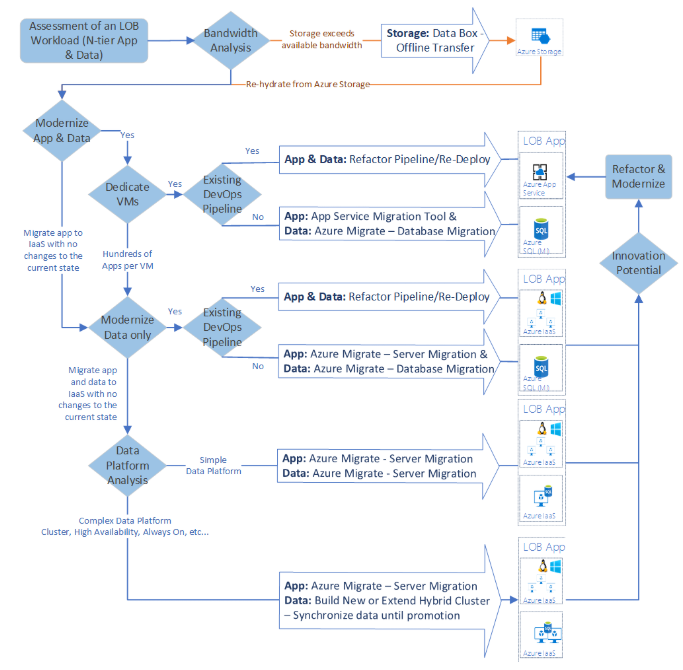 Assessment of an LOB
Workload (N-tier App
& Data)
Bandwidth
Analysis
Storage exceeds
available bandwidth
Storage: Data Box -
Offline Transfer
Azure Storage
Re-hydrate from Azure Storage
Modernize
App & Data
Yes
Dedicate
VMs
Yes
Existing
DevOps
Pipeline
Yes
App & Data: Refactor Pipeline/Re-Deploy
No
App: App Service Migration Tool &
Data: Azure Migrate – Database Migration
LOB App
Azure App
Service
SQL
Azure
SQL (MI)
Refactor &
Modernize
Innovation
Potential
Migrate app to
IaaS with no
changes to the
current state
Hundreds of
Apps per VM
Modernize
Data only
Yes
Existing
DevOps
Pipeline
Yes
App & Data: Refactor Pipeline/Re-Deploy
No
App: Azure Migrate – Server Migration &
Data: Azure Migrate – Database Migration
LOB App
Azure IaaS
SQL
Azure
SQL (MI)
Migrate app
and data to
IaaS with no
changes to the
current state
Data
Platform
Analysis
Simple
Data Platform
App: Azure Migrate - Server Migration
Data: Azure Migrate - Server Migration
LOB App
Azure IaaS
Azure IaaS
Complex Data Platform
Cluster, High Availability, Always On, etc...
App: Azure Migrate – Server Migration
Data: Build New or Extend Hybrid Cluster
– Synchronize data until promotion
LOB App
Azure IaaS
Azure IaaS